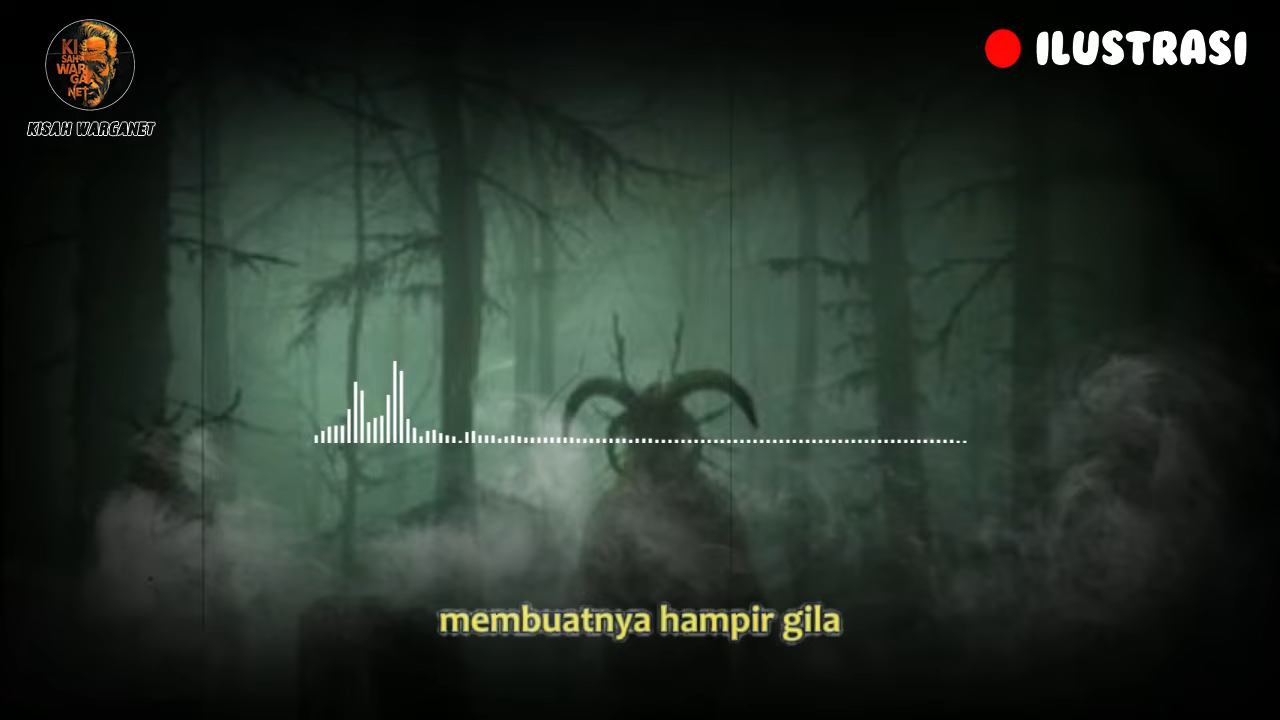 KI
SAH
WAR
GA
NET
KISAH WARGANET
ILUSTRASI
membuatnya hampir gila